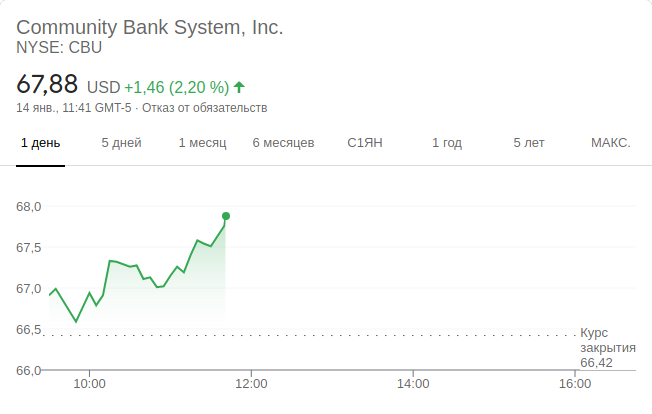 Community Bank System, Inc.
NYSE: CBU
67,88 USD +1,46 (2,20 %)
14 янв., 11:41 GMT-5 · Отказ от обязательств
1 день 5 дней 1 месяц 6 месяцев С1ЯН 1 год 5 лет МАКС.
68,0
67,5
67,0
66,5
Курс
закрытия
66,42
66,0
10:00 12:00 14:00 16:00